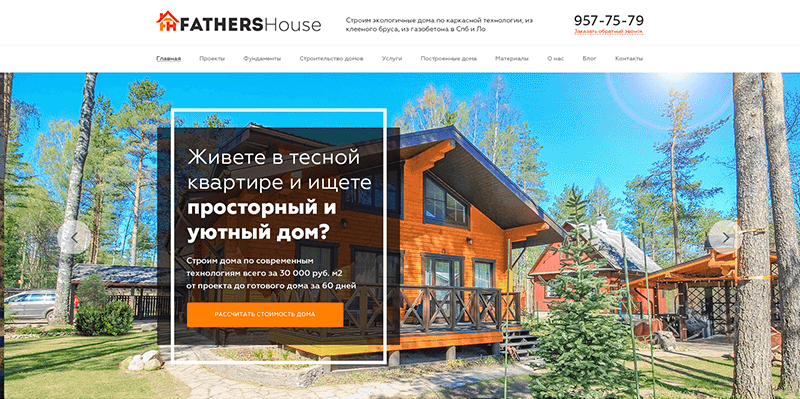 FATHERSHouse
Строим экологичные дома по каркасной технологии, из
клееного бруса, из газобетона в Спб и Ло
957-75-79
Заказать обратный звонок
Главная Проекты Фундаменты Строительство домов Услуги Построенные дома Материалы О нас Блог Контакты
Живете в тесной
квартире и ищете
просторный и
уютный дом?
Строим дома по современным
технологиям всего за 30 000 руб. м2
от проекта до готового дома за 60 дней
РАССЧИТАТЬ СТОИМОСТЬ ДОМА